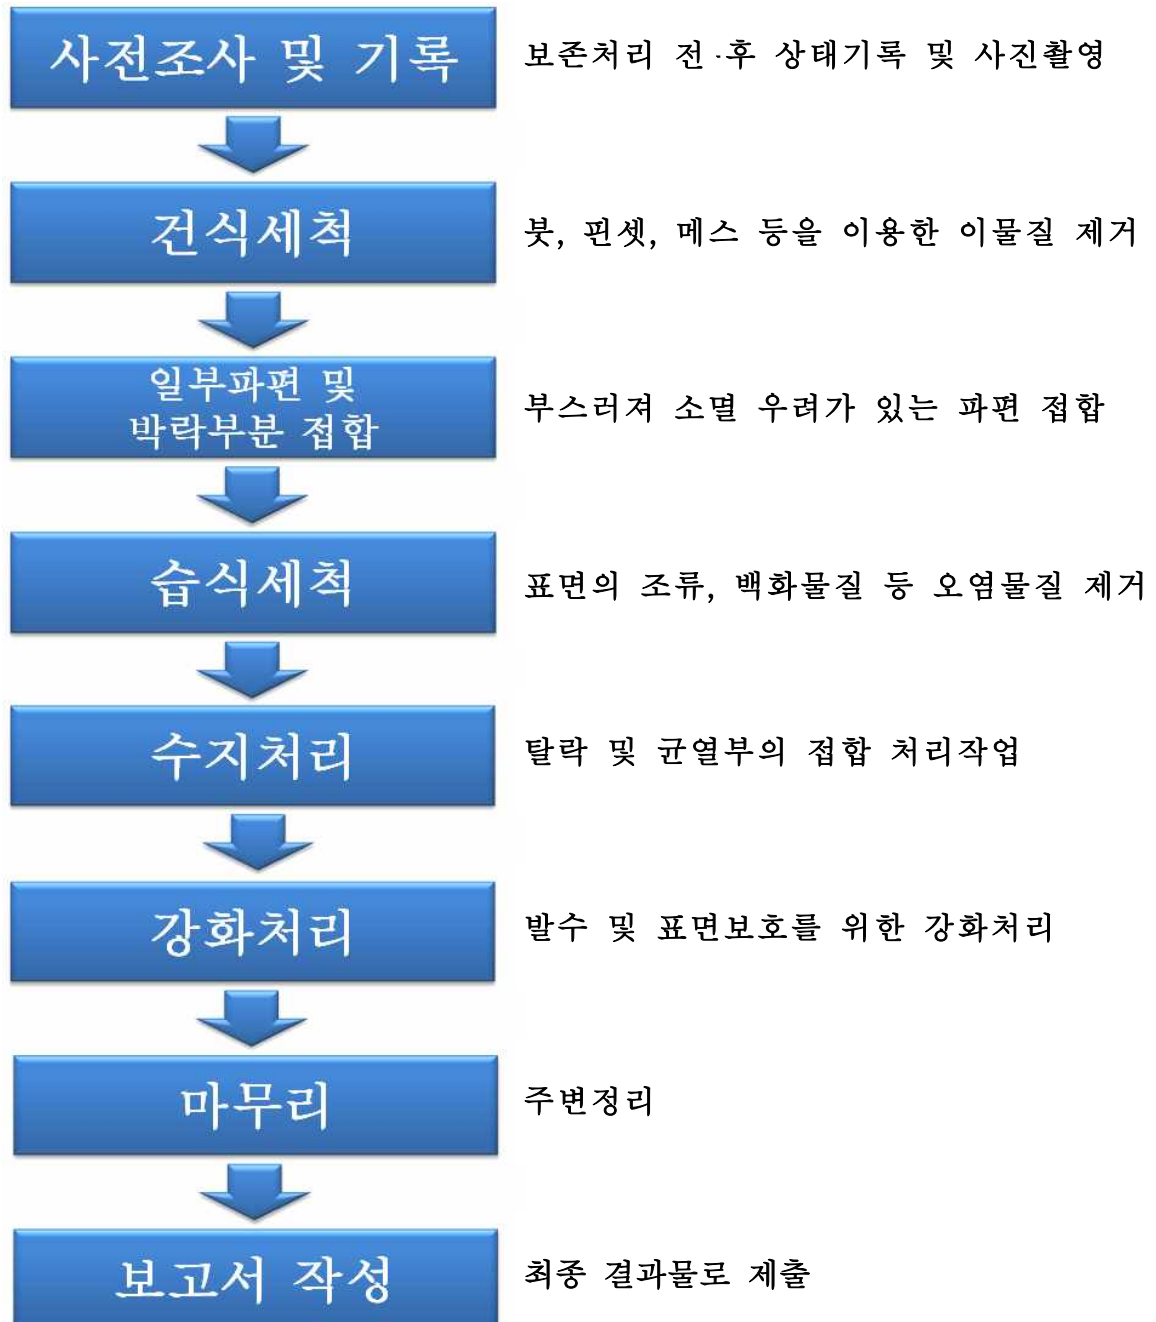 사전조사 및 기록
보존처리 전·후 상태기록 및 사진촬영
건식세척
붓, 핀셋, 메스 등을 이용한 이물질 제거
일부파편 및
박락부분 접합
부스러져 소멸 우려가 있는 파편 접합
습식세척
표면의 조류, 백화물질 등 오염물질 제거
수지처리
탈락 및 균열부의 접합 처리작업
강화처리
발수 및 표면보호를 위한 강화처리
마무리
주변정리
보고서 작성
최종 결과물로 제출